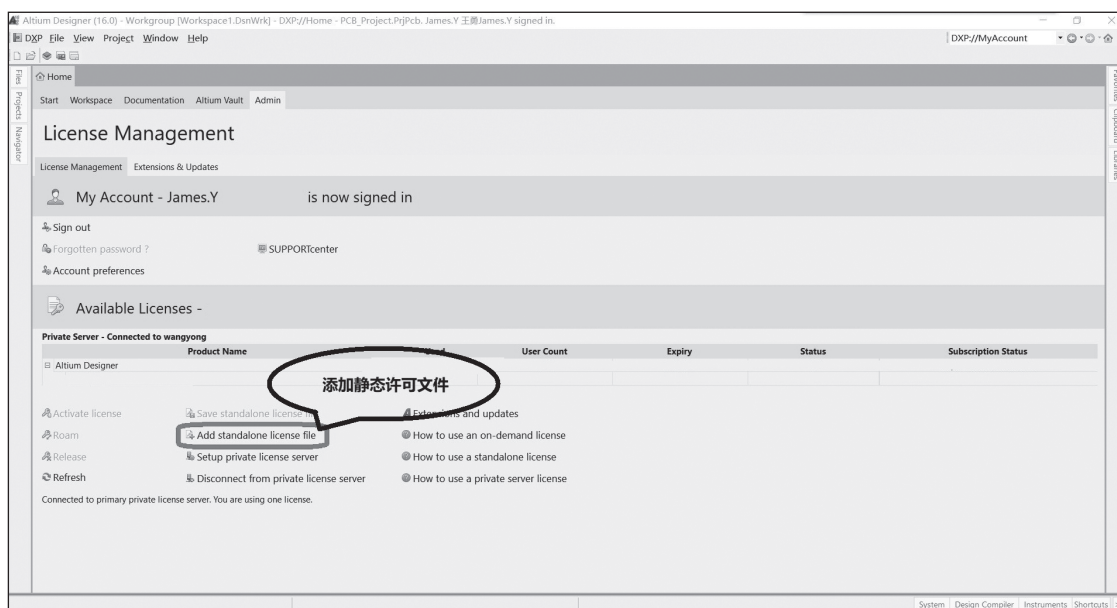 Altium Designer (16.0) - Workgroup [Workspace1.DsnWrk] - DXP://Home - PCB_Project.PrjPcb. James.Y 王勇James.Y signed in.
DXP File View Project Window Help
DXP://MyAccount
Files
Projects
Navigator
Home
Favorites
Clipboard
Libraries
Start Workspace Documentation Altium Vault Admin
License Management
License Management Extensions & Updates
My Account - James.Y is now signed in
Sign out
Forgotten password ? SUPPORTcenter
Account preferences
Available Licenses -
Private Server - Connected to wangyong
Product Name User Count Expiry Status Subscription Status
Altium Designer
添加静态许可文件
Activate license Save standalone license Extensions and updates
Roam Add standalone license file How to use an on-demand license
Release Setup private license server How to use a standalone license
Refresh Disconnect from private license server How to use a private server license
Connected to primary private license server. You are using one license.
System Design Compiler Instruments Shortcuts